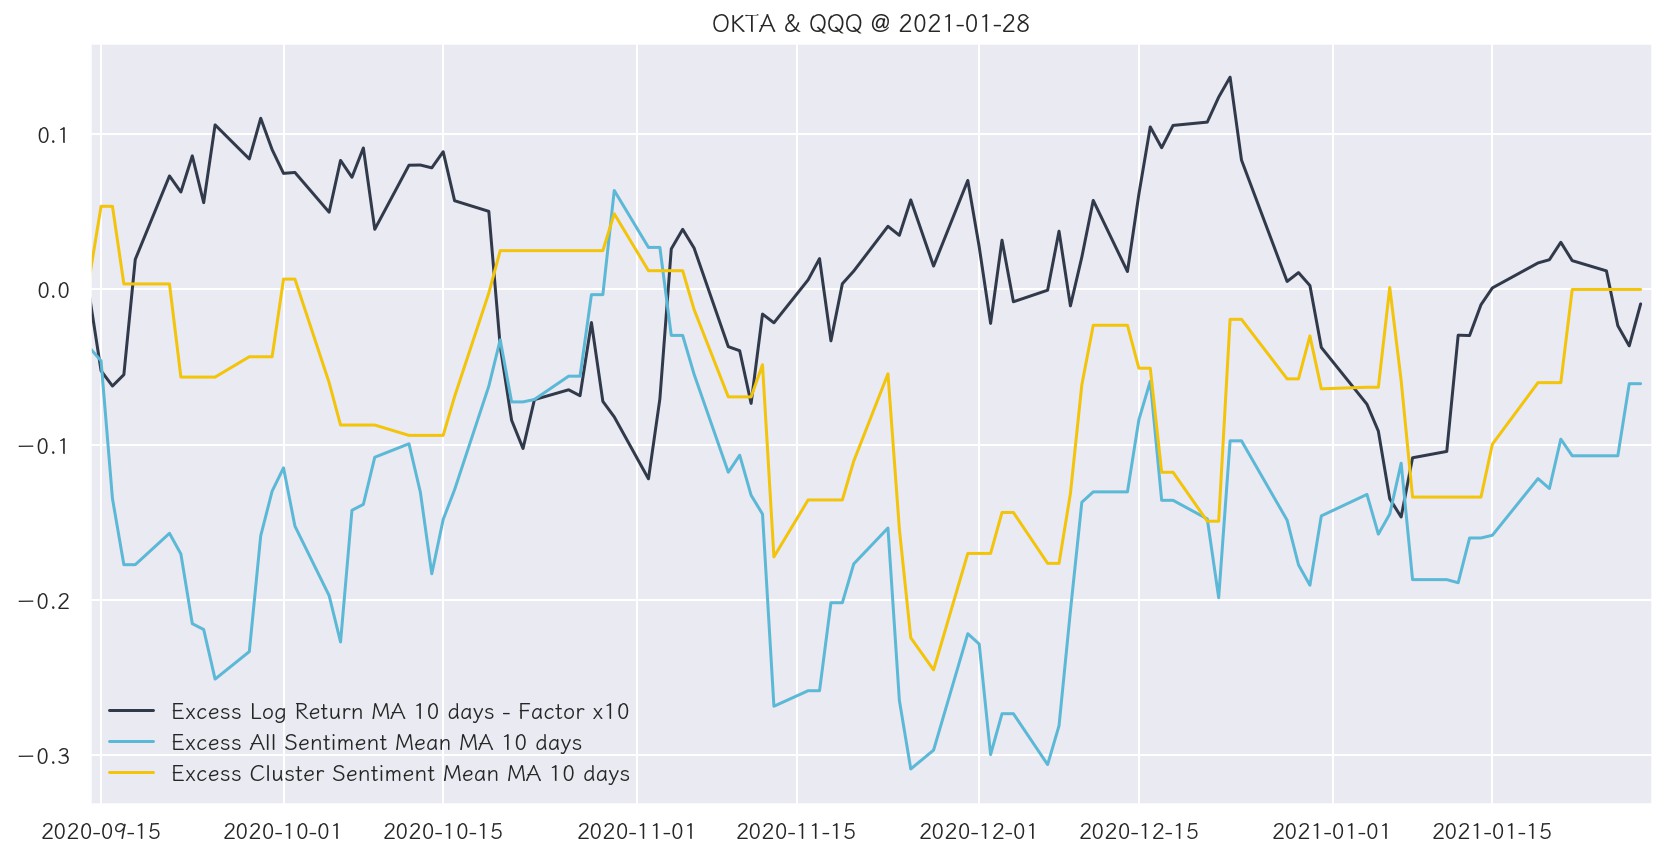 OKTA & QQQ @ 2021-01-28
0.1
0.0
−0.1
−0.2
−0.3
Excess Log Return MA 10 days - Factor x10
Excess All Sentiment Mean MA 10 days
Excess Cluster Sentiment Mean MA 10 days
2020-09-15 2020-10-01 2020-10-15 2020-11-01 2020-11-15 2020-12-01 2020-12-15 2021-01-01 2021-01-15